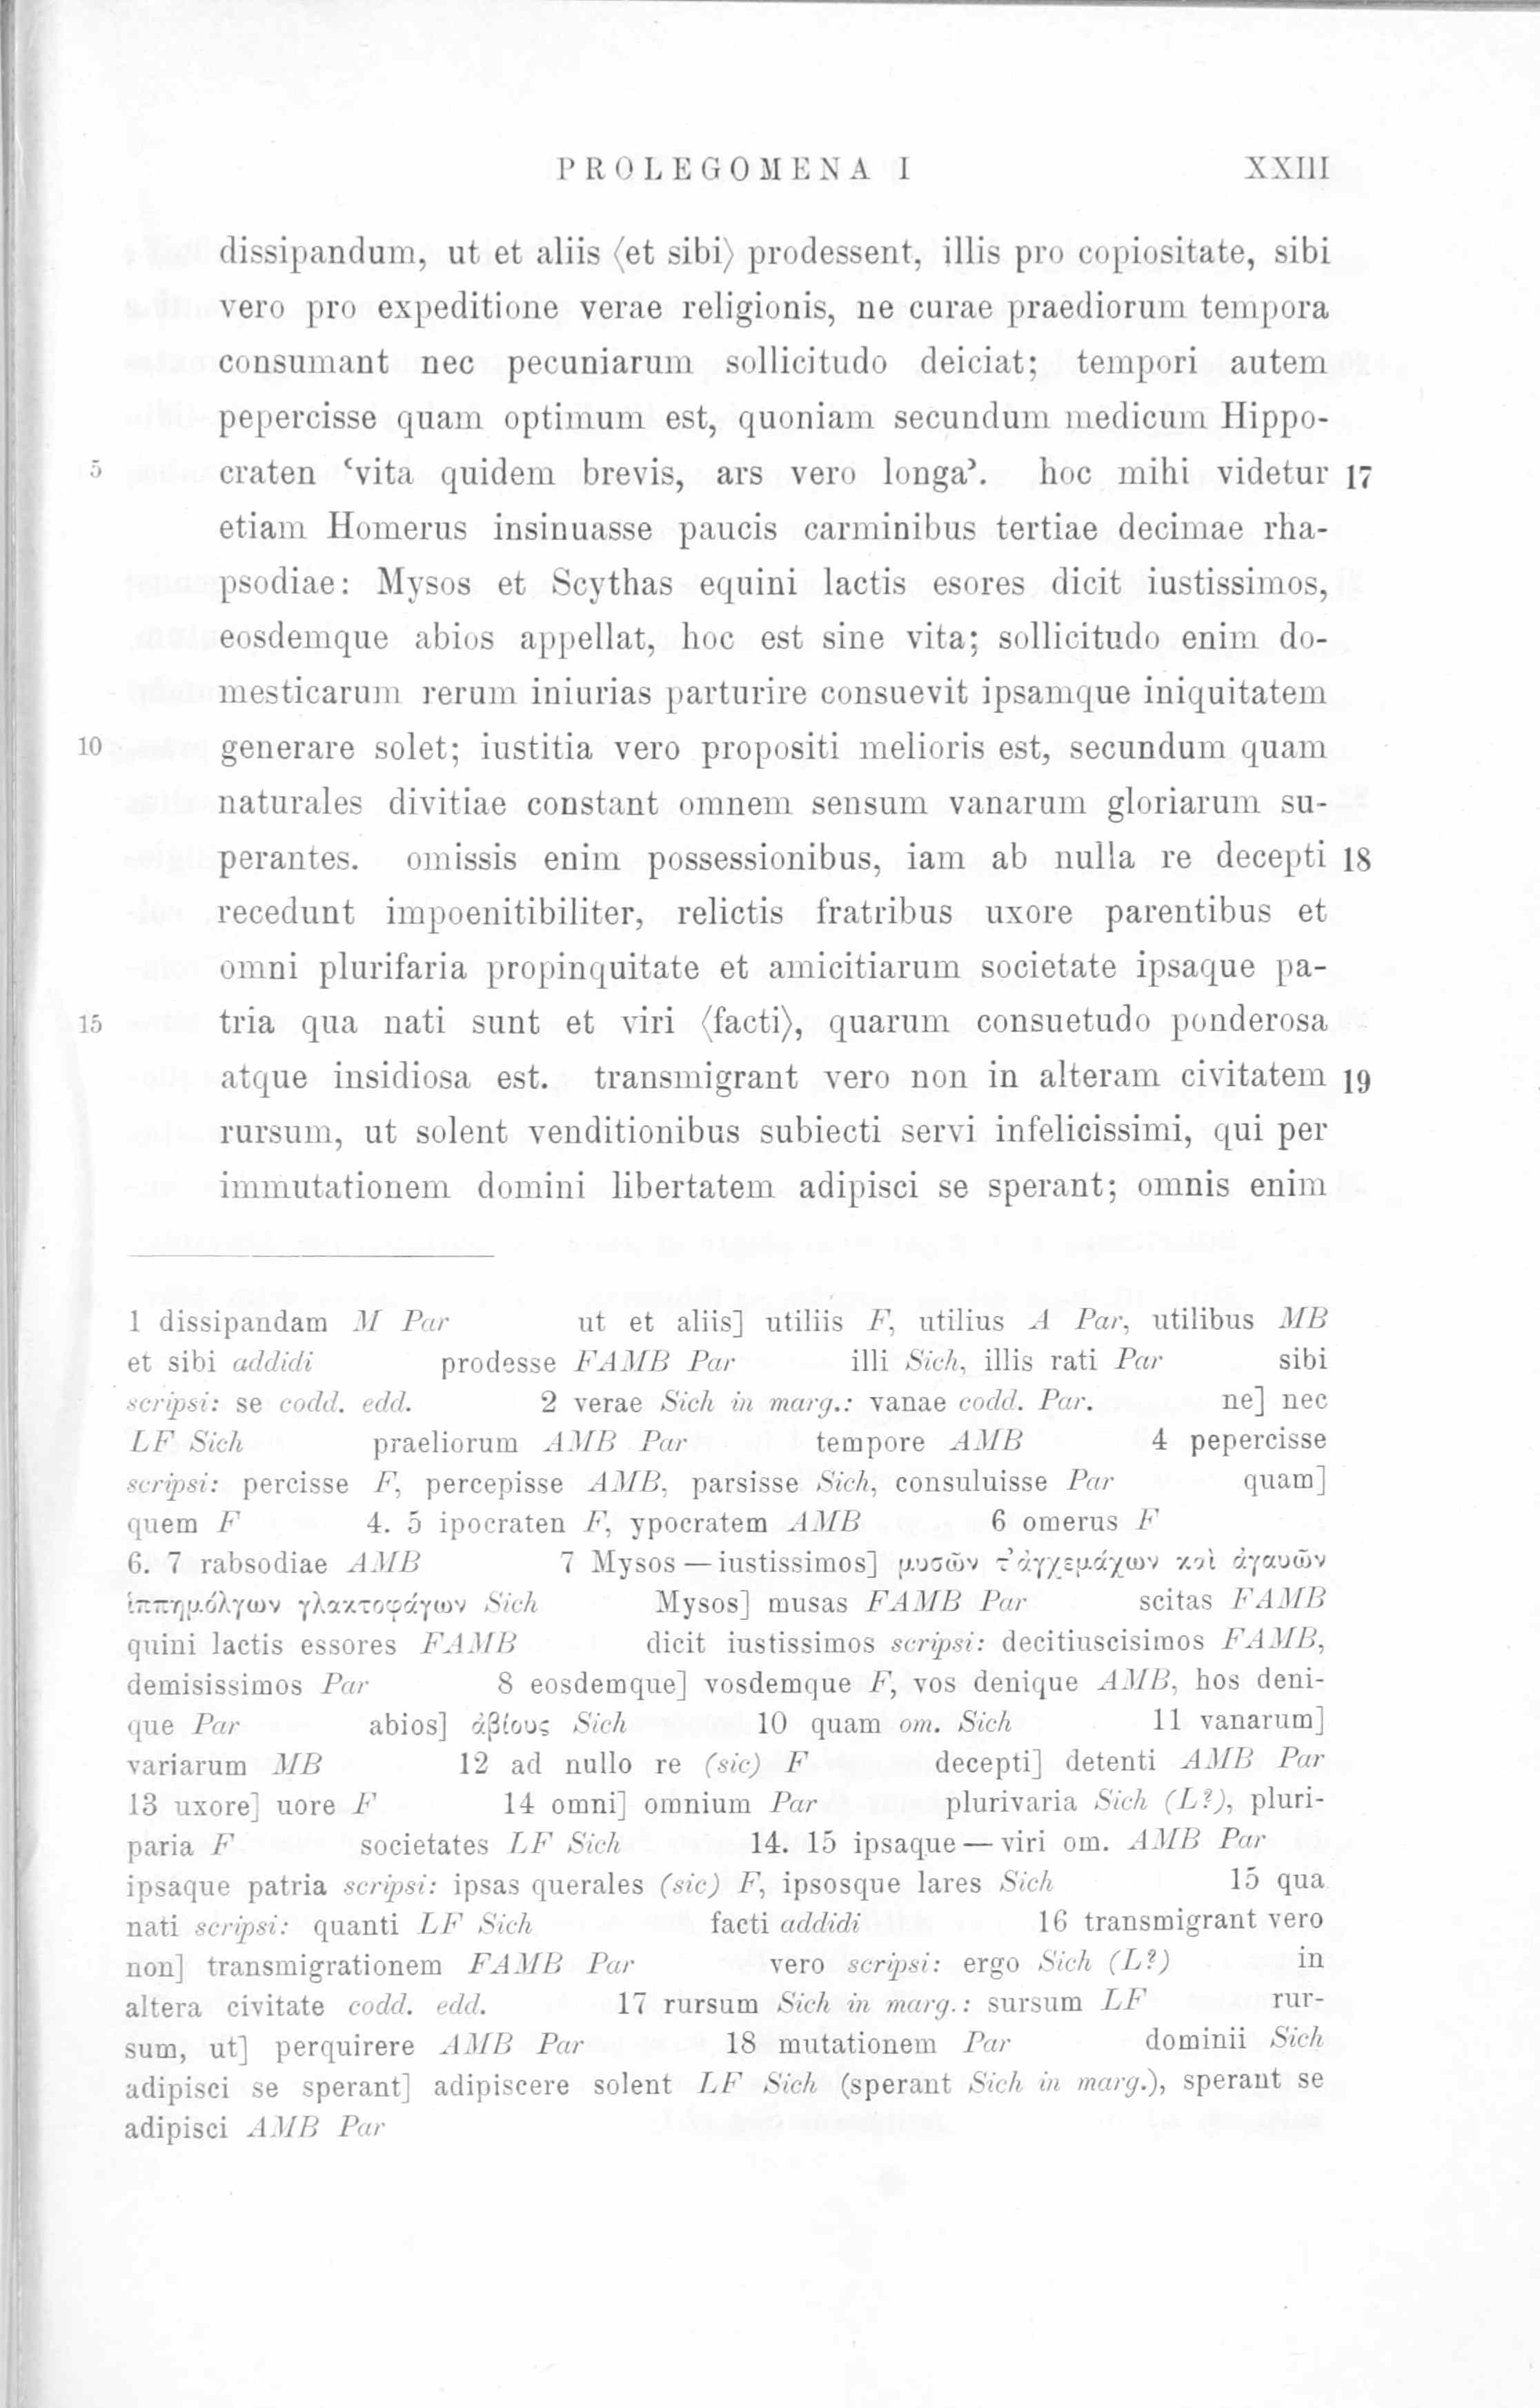 PROLEGOMENA I XXIII
dissipandum, ut et aliis ⟨et sibi⟩ prodessent, illis pro copiositate, sibi
vero pro expeditione verae religionis, ne curae praediorum tempora
consumant nec pecuniarum sollicitudo deiciat; tempori autem
pepercisse quam optimum est, quoniam secundum medicum Hippo-
5 craten ‘vita quidem brevis, ars vero longa’. hoc mihi videtur 17
etiam Homerus insinuasse paucis carminibus tertiae decimae rha-
psodiae: Mysos et Scythas equini lactis esores dicit iustissimos,
eosdemque abios appellat, hoc est sine vita; sollicitudo enim do-
mesticarum rerum iniurias parturire consuevit ipsamque iniquitatem
10 generare solet; iustitia vero propositi melioris est, secundum quam
naturales divitiae constant omnem sensum vanarum gloriarum su-
perantes. omissis enim possessionibus, iam ab nulla re decepti 18
recedunt impoenitibiliter, relictis fratribus uxore parentibus et
omni plurifaria propinquitate et amicitiarum societate ipsaque pa-
15 tria qua nati sunt et viri ⟨facti⟩, quarum consuetudo ponderosa
atque insidiosa est. transmigrant vero non in alteram civitatem 19
rursum, ut solent venditionibus subiecti servi infelicissimi, qui per
immutationem domini libertatem adipisci se sperant; omnis enim
1 dissipandam M Par ut et aliis] utiliis F, utilius A Par, utilibus MB
et sibi addidi prodesse FAMB Par illi Sich, illis rati Par sibi
scripsi: se codd. edd. 2 verae Sich in marg.: vanae codd. Par. ne] nec
LF Sich praeliorum AMB Par tempore AMB 4 pepercisse
scripsi: percisse F, percepisse AMB, parsisse Sich, consuluisse Par quam]
quem F 4. 5 ipocraten F, ypocratem AMB 6 omerus F
6. 7 rabsodiae AMB 7 Mysos — iustissimos] μυσῶν τ’ἀγχεμάχων καὶ ἀγαυῶν
ἱππημόλγων γλακτοφάγων Sich Mysos] musas FAMB Par scitas FAMB
quini lactis essores FAMB dicit iustissimos scripsi: decitiuscisimos FAMB,
demisissimos Par 8 eosdemque] vosdemque F, vos denique AMB, hos deni-
que Par abios] ἀβίους Sich 10 quam om. Sich 11 vanarum]
variarum MB 12 ad nullo re (sic) F decepti] detenti AMB Par
13 uxore] uore F 14 omni] omnium Par plurivaria Sich (L?), pluri-
paria F societates LF Sich 14. 15 ipsaque — viri om. AMB Par
ipsaque patria scripsi: ipsas querales (sic) F, ipsosque lares Sich 15 qua
nati scripsi: quanti LF Sich facti addidi 16 transmigrant vero
non] transmigrationem FAMB Par vero scripsi: ergo Sich (L?) in
altera civitate codd. edd. 17 rursum Sich in marg.: sursum LF rur-
sum, ut] perquirere AMB Par 18 mutationem Par dominii Sich
adipisci se sperant] adipiscere solent LF Sich (sperant Sich in marg.), sperant se
adipisci AMB Par